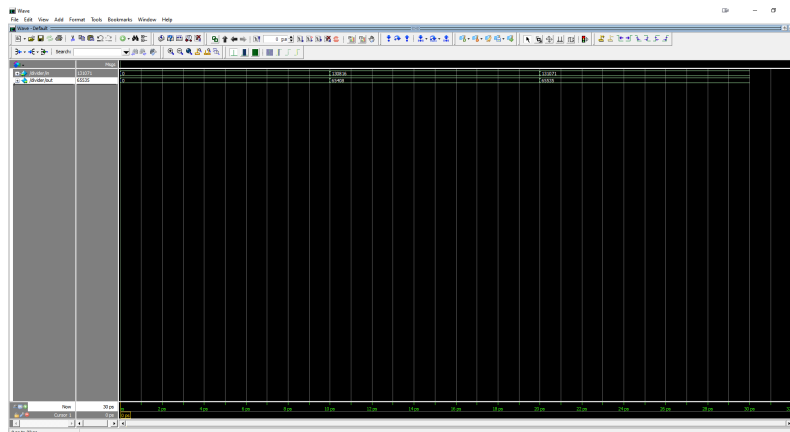 Wave
File Edit View Add Format Tools Bookmarks Window Help
Wave - Default
0 ps
Search:
Msgs
/divider/in 131071 0 130816 131071
/divider/out 65535 0 65408 65535
Now 30 ps 2 ps 4 ps 6 ps 8 ps 10 ps 12 ps 14 ps 16 ps 18 ps 20 ps 22 ps 24 ps 26 ps 28 ps 30 ps
Cursor 1 0 ps 0 ps